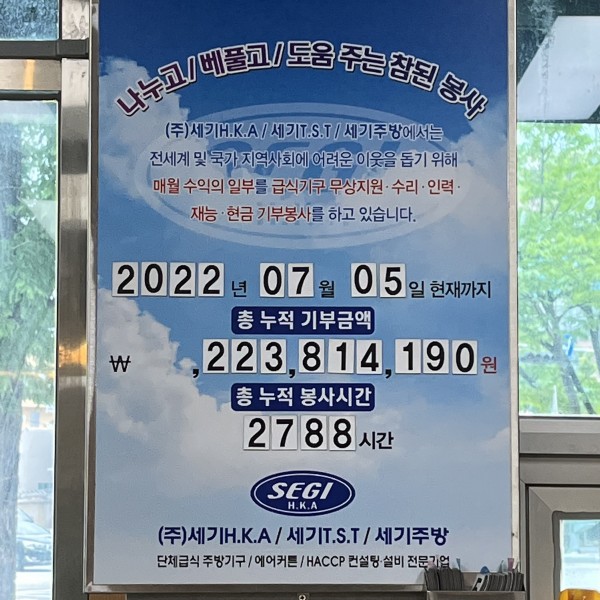 나누고/베풀고/도움 주는 참된 봉사
(주)세기H.K.A / 세기T.S.T / 세기주방에서는
전세계 및 국가 지역사회에 어려운 이웃을 돕기 위해
매월 수익의 일부를 급식기구 무상지원·수리·인력·
재능·현금 기부봉사를 하고 있습니다.
2022년 07월 05일 현재까지
총 누적 기부금액
₩ ,223,814,190원
총 누적 봉사시간
2788시간
SEGI
H.K.A
(주)세기H.K.A / 세기T.S.T / 세기주방
단체급식 주방기구 / 에어커튼 / HACCP 컨설팅·설비 전문기업